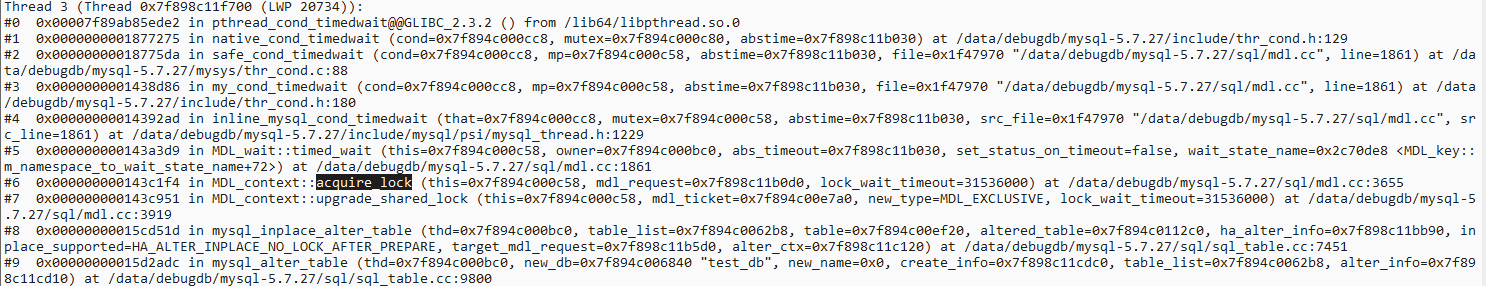 Thread 3 (Thread 0x7f898c11f700 (LWP 20734)):
#0  0x00007f89ab85ede2 in pthread_cond_timedwait@@GLIBC_2.3.2 () from /lib64/libpthread.so.0
#1  0x0000000001877275 in native_cond_timedwait (cond=0x7f894c000cc8, mutex=0x7f894c000c80, abstime=0x7f898c11b030) at /data/debugdb/mysql-5.7.27/include/thr_cond.h:129
#2  0x00000000018775da in safe_cond_timedwait (cond=0x7f894c000cc8, mp=0x7f894c000c58, abstime=0x7f898c11b030, file=0x1f47970 "/data/debugdb/mysql-5.7.27/sql/mdl.cc", line=1861) at /da
ta/debugdb/mysql-5.7.27/mysys/thr_cond.c:88
#3  0x0000000001438d86 in my_cond_timedwait (cond=0x7f894c000cc8, mp=0x7f894c000c58, abstime=0x7f898c11b030, file=0x1f47970 "/data/debugdb/mysql-5.7.27/sql/mdl.cc", line=1861) at /data
/debugdb/mysql-5.7.27/include/thr_cond.h:180
#4  0x00000000014392ad in inline_mysql_cond_timedwait (that=0x7f894c000cc8, mutex=0x7f894c000c58, abstime=0x7f898c11b030, src_file=0x1f47970 "/data/debugdb/mysql-5.7.27/sql/mdl.cc", sr
c_line=1861) at /data/debugdb/mysql-5.7.27/include/mysql/psi/mysql_thread.h:1229
#5  0x000000000143a3d9 in MDL_wait::timed_wait (this=0x7f894c000c58, owner=0x7f894c000bc0, abs_timeout=0x7f898c11b030, set_status_on_timeout=false, wait_state_name=0x2c70de8 <MDL_key::
m_namespace_to_wait_state_name+72>) at /data/debugdb/mysql-5.7.27/sql/mdl.cc:1861
#6  0x000000000143c1f4 in MDL_context::acquire_lock (this=0x7f894c000c58, mdl_request=0x7f898c11b0d0, lock_wait_timeout=31536000) at /data/debugdb/mysql-5.7.27/sql/mdl.cc:3655
#7  0x000000000143c951 in MDL_context::upgrade_shared_lock (this=0x7f894c000c58, mdl_ticket=0x7f894c00e7a0, new_type=MDL_EXCLUSIVE, lock_wait_timeout=31536000) at /data/debugdb/mysql-5
.7.27/sql/mdl.cc:3919
#8  0x00000000015cd51d in mysql_inplace_alter_table (thd=0x7f894c000bc0, table_list=0x7f894c0062b8, table=0x7f894c00ef20, altered_table=0x7f894c0112c0, ha_alter_info=0x7f898c11bb90, in
place_supported=HA_ALTER_INPLACE_NO_LOCK_AFTER_PREPARE, target_mdl_request=0x7f898c11b5d0, alter_ctx=0x7f898c11c120) at /data/debugdb/mysql-5.7.27/sql/sql_table.cc:7451
#9  0x00000000015d2adc in mysql_alter_table (thd=0x7f894c000bc0, new_db=0x7f894c006840 "test_db", new_name=0x0, create_info=0x7f898c11cdc0, table_list=0x7f894c0062b8, alter_info=0x7f89
8c11cd10) at /data/debugdb/mysql-5.7.27/sql/sql_table.cc:9800